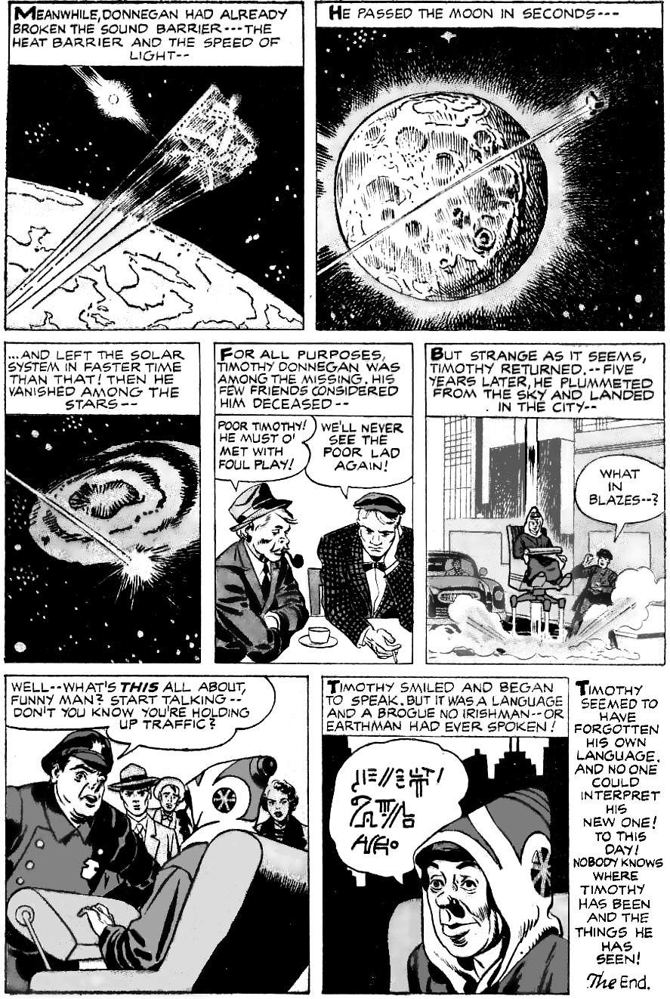 MEANWHILE, DONNEGAN HAD ALREADY
BROKEN THE SOUND BARRIER---THE
HEAT BARRIER AND THE SPEED OF
LIGHT--
HE PASSED THE MOON IN SECONDS---
...AND LEFT THE SOLAR
SYSTEM IN FASTER TIME
THAN THAT! THEN HE
VANISHED AMONG THE
STARS--
FOR ALL PURPOSES,
TIMOTHY DONNEGAN WAS
AMONG THE MISSING. HIS
FEW FRIENDS CONSIDERED
HIM DECEASED--
POOR TIMOTHY!
HE MUST O'
MET WITH
FOUL PLAY!
WE'LL NEVER
SEE THE
POOR LAD
AGAIN!
BUT STRANGE AS IT SEEMS,
TIMOTHY RETURNED.--FIVE
YEARS LATER, HE PLUMMETED
FROM THE SKY AND LANDED
IN THE CITY--
WHAT
IN
BLAZES--?
WELL--WHAT'S THIS ALL ABOUT,
FUNNY MAN? START TALKING--
DON'T YOU KNOW YOU'RE HOLDING
UP TRAFFIC?
TIMOTHY SMILED AND BEGAN
TO SPEAK. BUT IT WAS A LANGUAGE
AND A BROGUE NO IRISHMAN--OR
EARTHMAN HAD EVER SPOKEN!
TIMOTHY
SEEMED TO
HAVE
FORGOTTEN
HIS OWN
LANGUAGE.
AND NO ONE
COULD
INTERPRET
HIS
NEW ONE!
TO THIS
DAY!
NOBODY KNOWS
WHERE
TIMOTHY
HAS BEEN
AND THE
THINGS HE
HAS
SEEN!
The End.